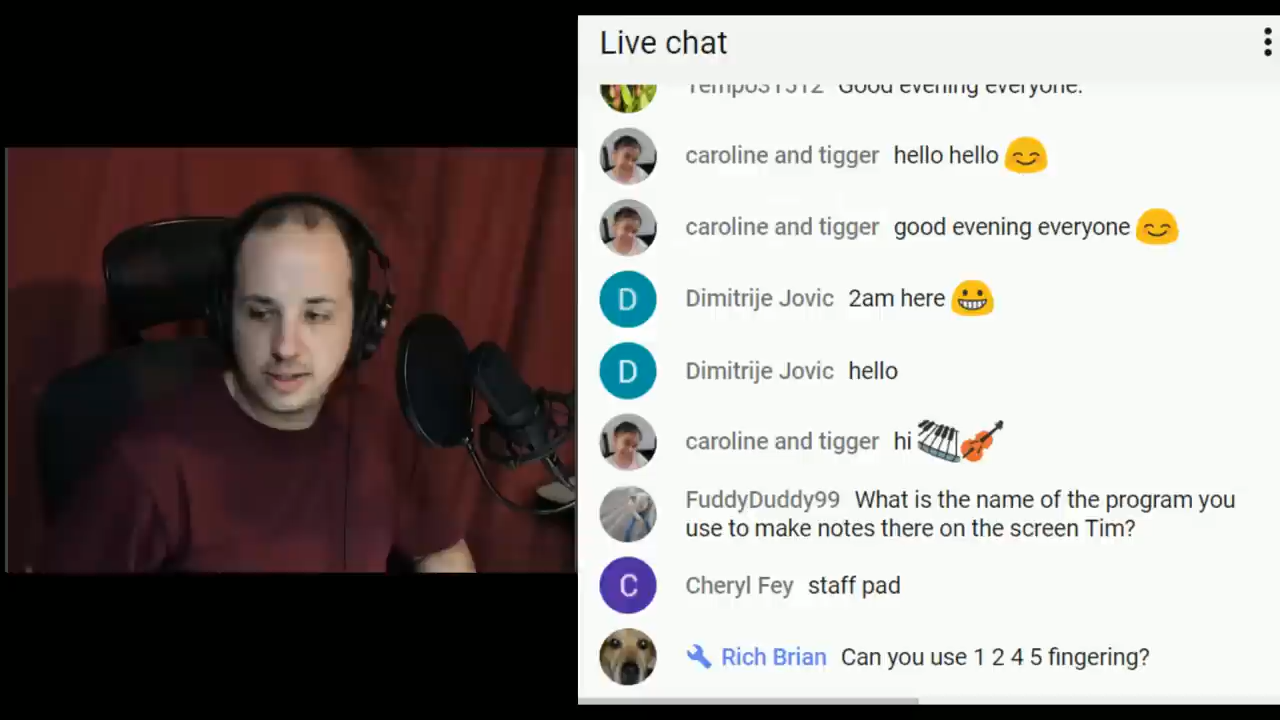 Live chat
Tempo31512 Good evening everyone.
caroline and tigger hello hello 😊
caroline and tigger good evening everyone 😊
D Dimitrije Jovic 2am here 😀
D Dimitrije Jovic hello
caroline and tigger hi 🎹🎻
FuddyDuddy99 What is the name of the program you
use to make notes there on the screen Tim?
C Cheryl Fey staff pad
Rich Brian Can you use 1 2 4 5 fingering?